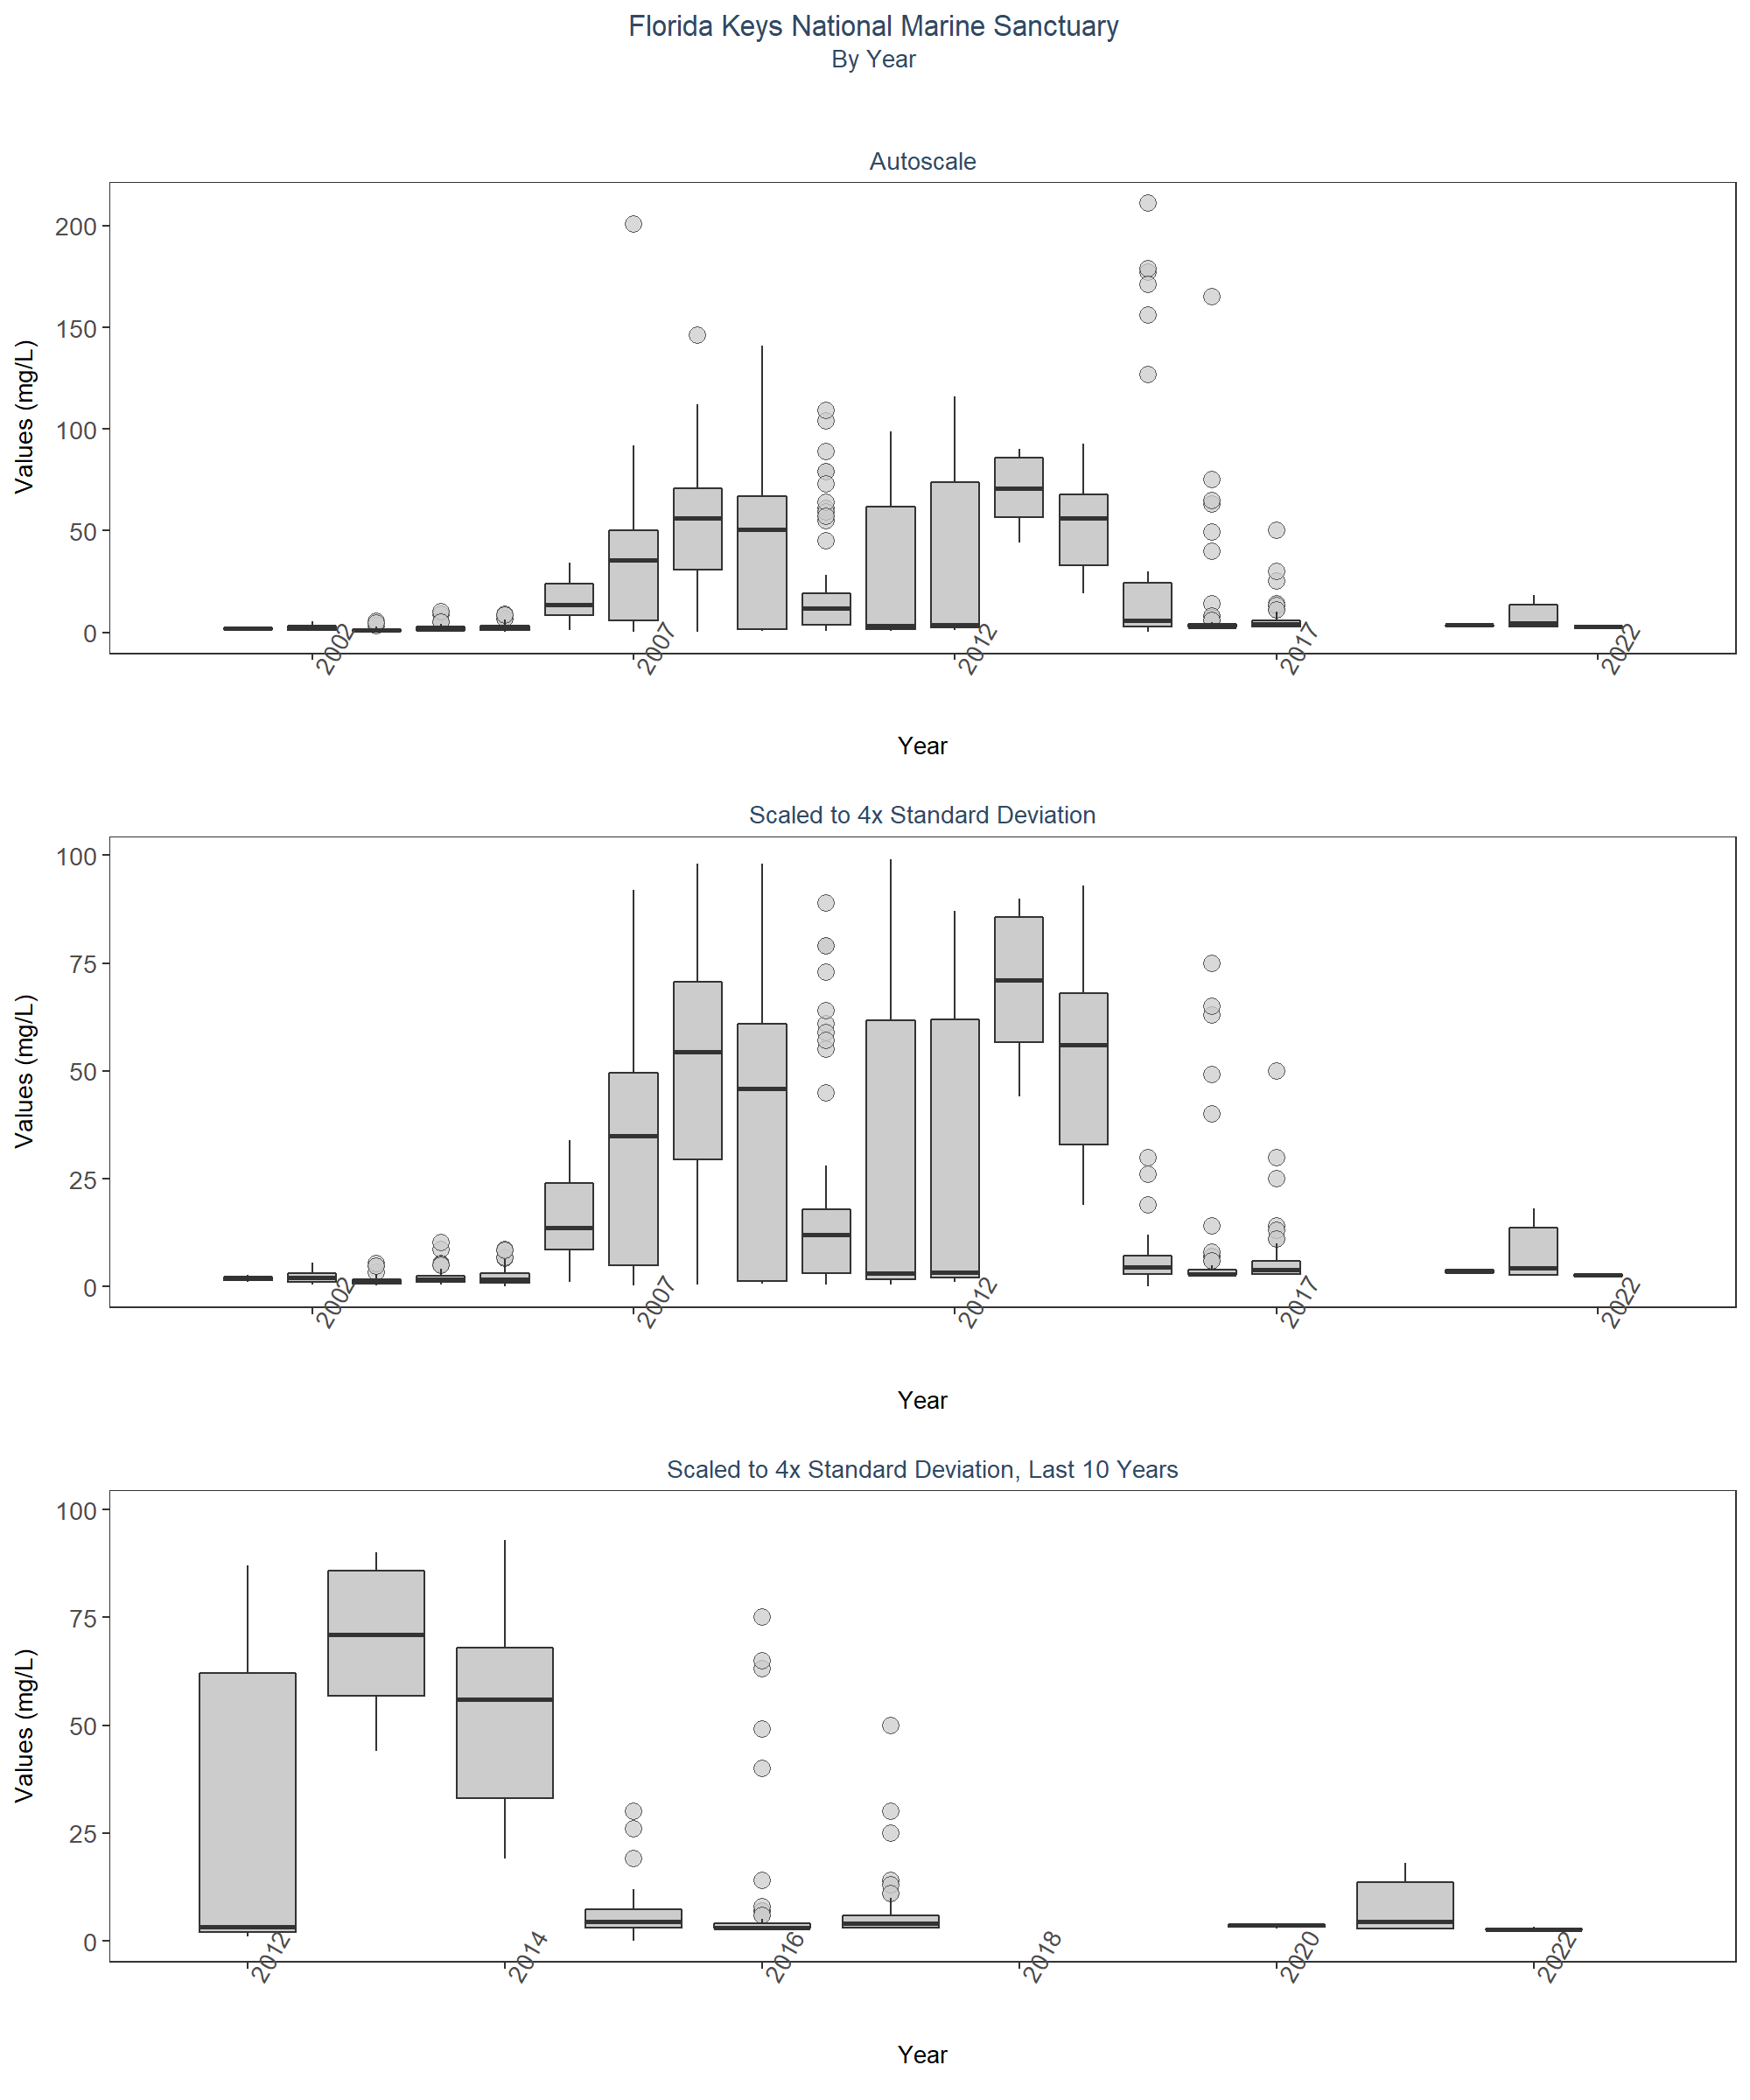 Florida Keys National Marine Sanctuary
By Year
Autoscale
Values (mg/L)
200
150
100
50
0
2002 2007 2012 2017 2022
Year
Scaled to 4x Standard Deviation
Values (mg/L)
100
75
50
25
0
2002 2007 2012 2017 2022
Year
Scaled to 4x Standard Deviation, Last 10 Years
Values (mg/L)
100
75
50
25
0
2012 2014 2016 2018 2020 2022
Year